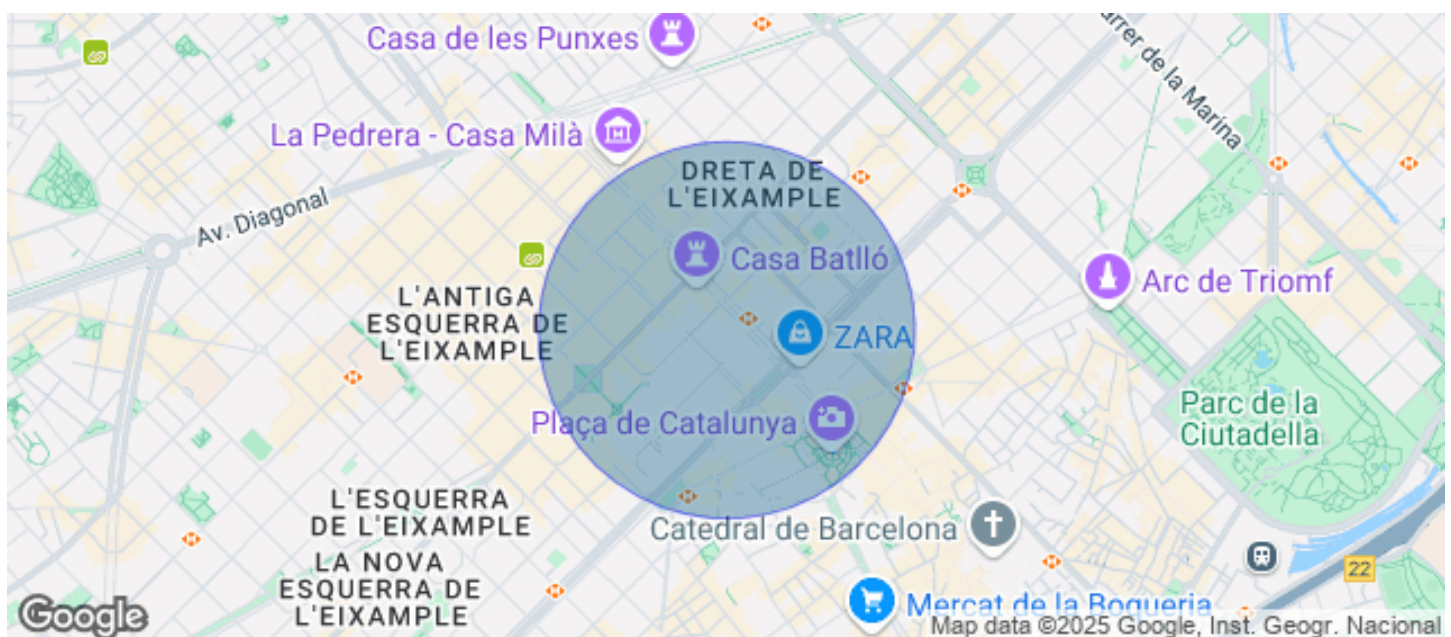 Casa de les Punxes
arrer de la Marina
La Pedrera - Casa Milà
DRETA DE
L'EIXAMPLE
Av. Diagonal
Casa Batlló
Arc de Triomf
L'ANTIGA
ESQUERRA DE
L'EIXAMPLE
ZARA
Plaça de Catalunya
Parc de la
Ciutadella
L'ESQUERRA
DE L'EIXAMPLE
Catedral de Barcelona
LA NOVA
ESQUERRA DE
L'EIXAMPLE
22
Mercat de la Boqueria
Google
Map data ©2025 Google, Inst. Geogr. Nacional